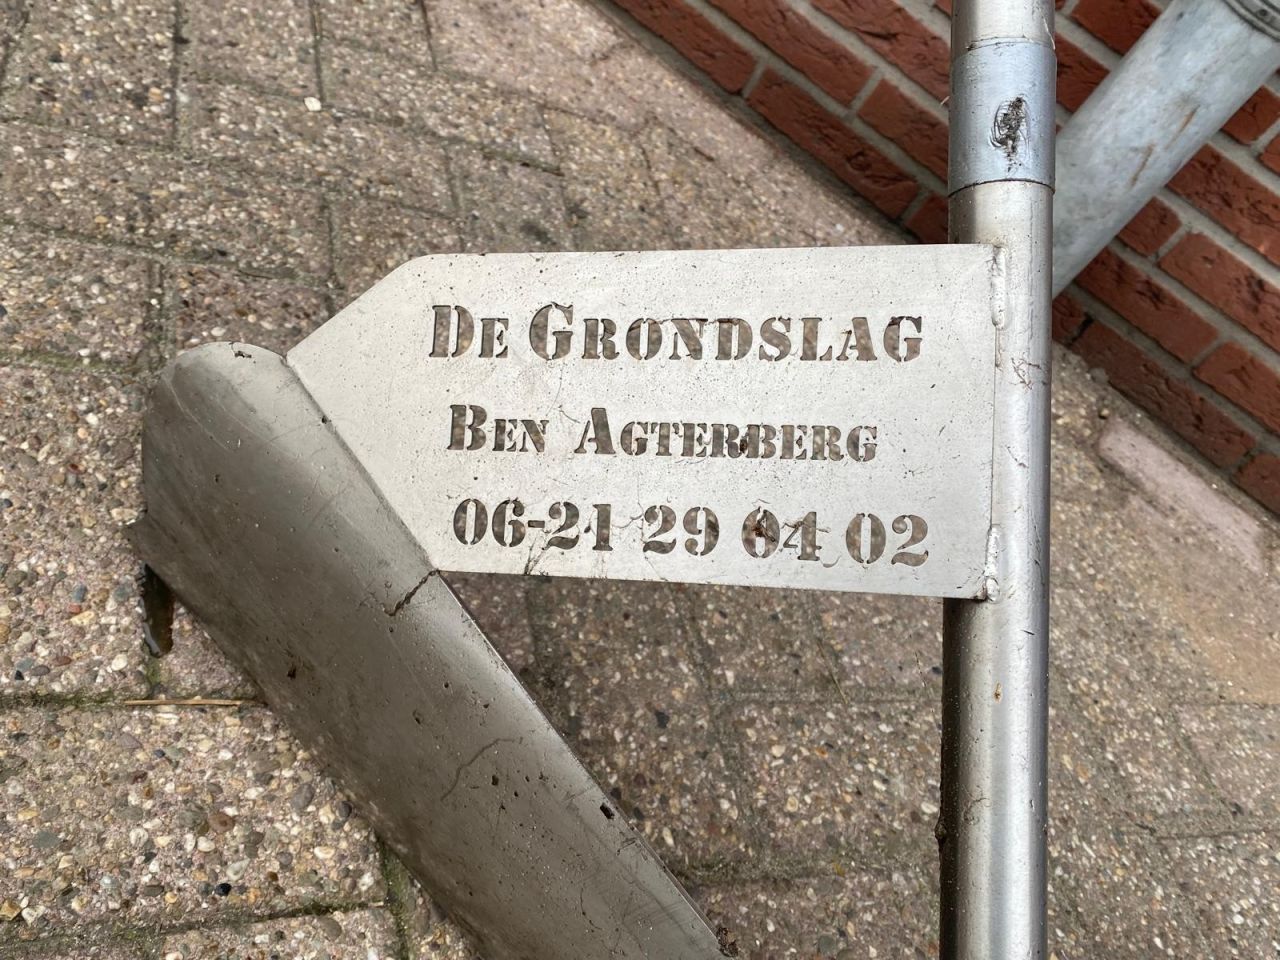 De Grondslag
Ben Agterberg
06-21 29 04 02